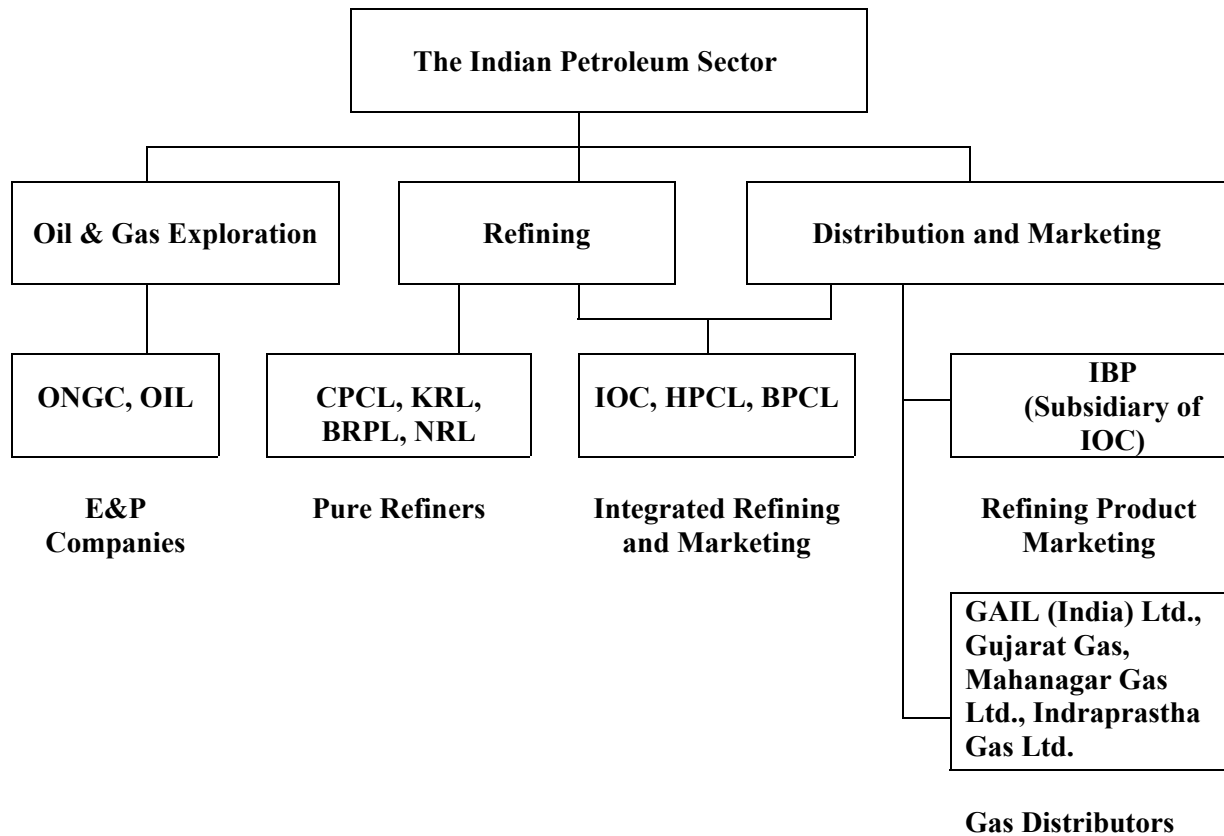 The Indian Petroleum Sector
Oil & Gas Exploration
Refining
Distribution and Marketing
ONGC, OIL
CPCL, KRL,
BRPL, NRL
IOC, HPCL, BPCL
IBP
(Subsidiary of
IOC)
E&P
Companies
Pure Refiners
Integrated Refining
and Marketing
Refining Product
Marketing
GAIL (India) Ltd.,
Gujarat Gas,
Mahanagar Gas
Ltd., Indraprastha
Gas Ltd.
Gas Distributors